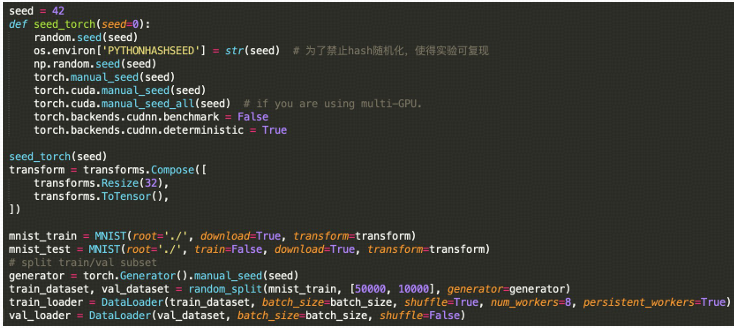 seed = 42
def seed_torch(seed=0):
    random.seed(seed)
    os.environ['PYTHONHASHSEED'] = str(seed)  # 为了禁止hash随机化，使得实验可复现
    np.random.seed(seed)
    torch.manual_seed(seed)
    torch.cuda.manual_seed(seed)
    torch.cuda.manual_seed_all(seed)  # if you are using multi-GPU.
    torch.backends.cudnn.benchmark = False
    torch.backends.cudnn.deterministic = True
seed_torch(seed)
transform = transforms.Compose([
    transforms.Resize(32),
    transforms.ToTensor(),
])
mnist_train = MNIST(root='./', download=True, transform=transform)
mnist_test = MNIST(root='./', train=False, download=True, transform=transform)
# split train/val subset
generator = torch.Generator().manual_seed(seed)
train_dataset, val_dataset = random_split(mnist_train, [50000, 10000], generator=generator)
train_loader = DataLoader(train_dataset, batch_size=batch_size, shuffle=True, num_workers=8, persistent_workers=True)
val_loader = DataLoader(val_dataset, batch_size=batch_size, shuffle=False)